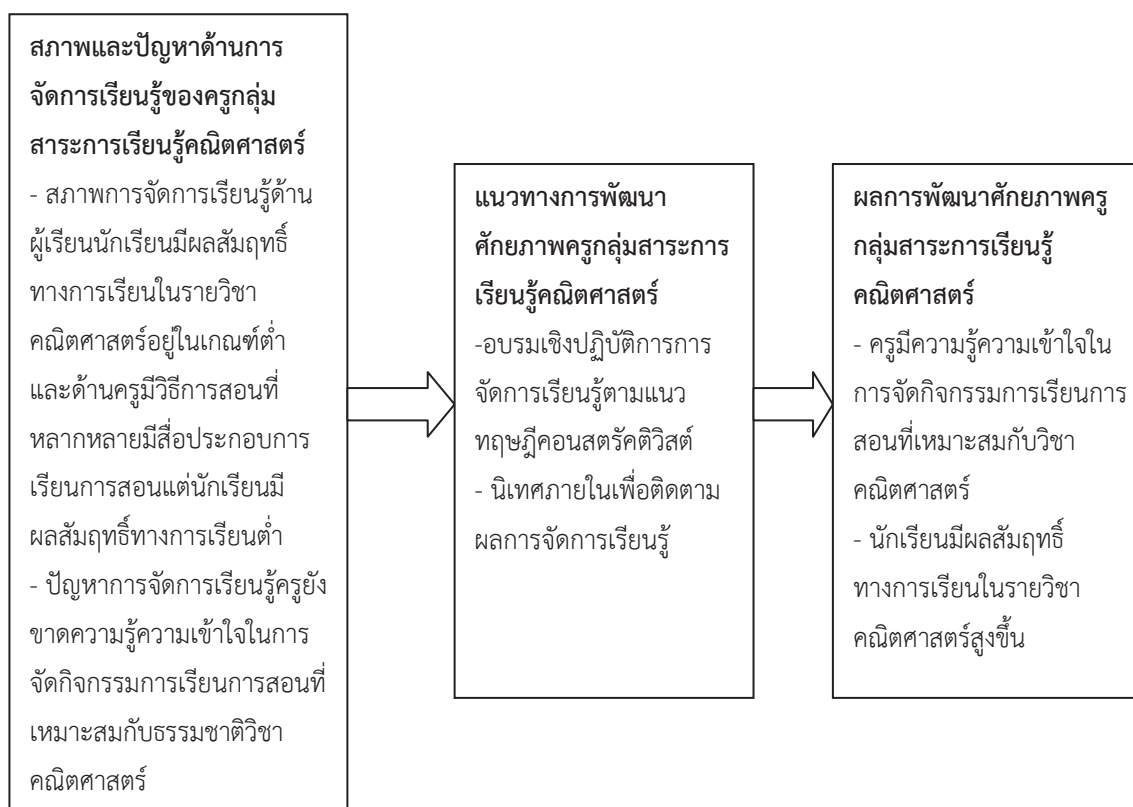 สภาพและปัญหาด้านการ
จัดการเรียนรู้ของครูกลุ่ม
สาระการเรียนรู้คณิตศาสตร์
- สภาพการจัดการเรียนรู้ด้าน
ผู้เรียนนักเรียนมีผลสัมฤทธิ์
ทางการเรียนในรายวิชา
คณิตศาสตร์อยู่ในเกณฑ์ต่ำ
และด้านครูมีวิธีการสอนที่
หลากหลายมีสื่อประกอบการ
เรียนการสอนแต่นักเรียนมี
ผลสัมฤทธิ์ทางการเรียนต่ำ
- ปัญหาการจัดการเรียนรู้ครูยัง
ขาดความรู้ความเข้าใจในการ
จัดกิจกรรมการเรียนการสอนที่
เหมาะสมกับธรรมชาติวิชา
คณิตศาสตร์
แนวทางการพัฒนา
ศักยภาพครูกลุ่มสาระการ
เรียนรู้คณิตศาสตร์
-อบรมเชิงปฏิบัติการการ
จัดการเรียนรู้ตามแนว
ทฤษฎีคอนสตรัคติวิสต์
- นิเทศภายในเพื่อติดตาม
ผลการจัดการเรียนรู้
ผลการพัฒนาศักยภาพครู
กลุ่มสาระการเรียนรู้
คณิตศาสตร์
- ครูมีความรู้ความเข้าใจใน
การจัดกิจกรรมการเรียนการ
สอนที่เหมาะสมกับวิชา
คณิตศาสตร์
- นักเรียนมีผลสัมฤทธิ์
ทางการเรียนในรายวิชา
คณิตศาสตร์สูงขึ้น